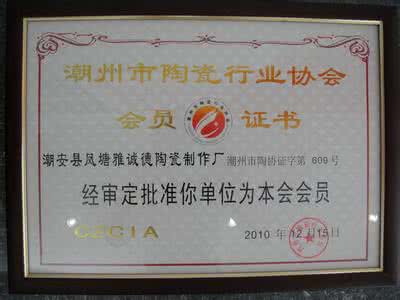 潮州市陶瓷行业协会
会员 证书
潮安县凤塘雅诚德陶瓷制作厂 潮州市陶协证字第 609 号
经审定批准你单位为本会会员
CZCIA
2010 年 12 月 15 日